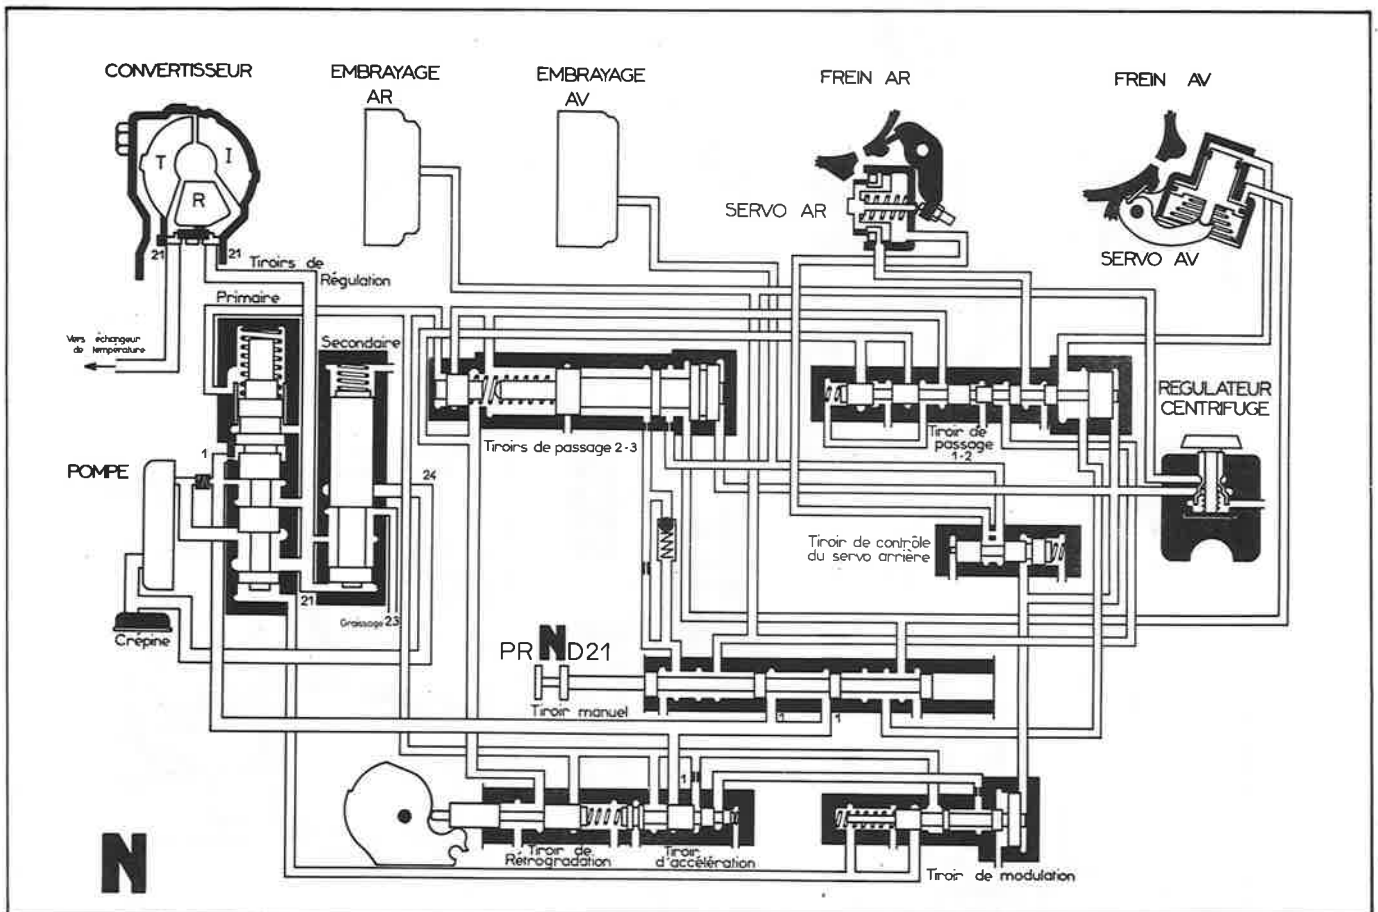 CONVERTISSEUR
EMBRAYAGE
AR
EMBRAYAGE
AV
FREIN AR
FREIN AV
T
I
R
SERVO AR
SERVO AV
21
21
Tiroirs de
Régulation
Primaire
Vers échangeur
de température
Secondaire
REGULATEUR
CENTRIFUGE
Tiroirs de passage 2-3
Tiroir de
passage
1-2
1
POMPE
24
Tiroir de contrôle
du servo arrière
21
Graissage 23
Crépine
PRND21
Tiroir manuel
1
1
1
Tiroir de
Rétrogradation
Tiroir
d'accélération
Tiroir de modulation
N